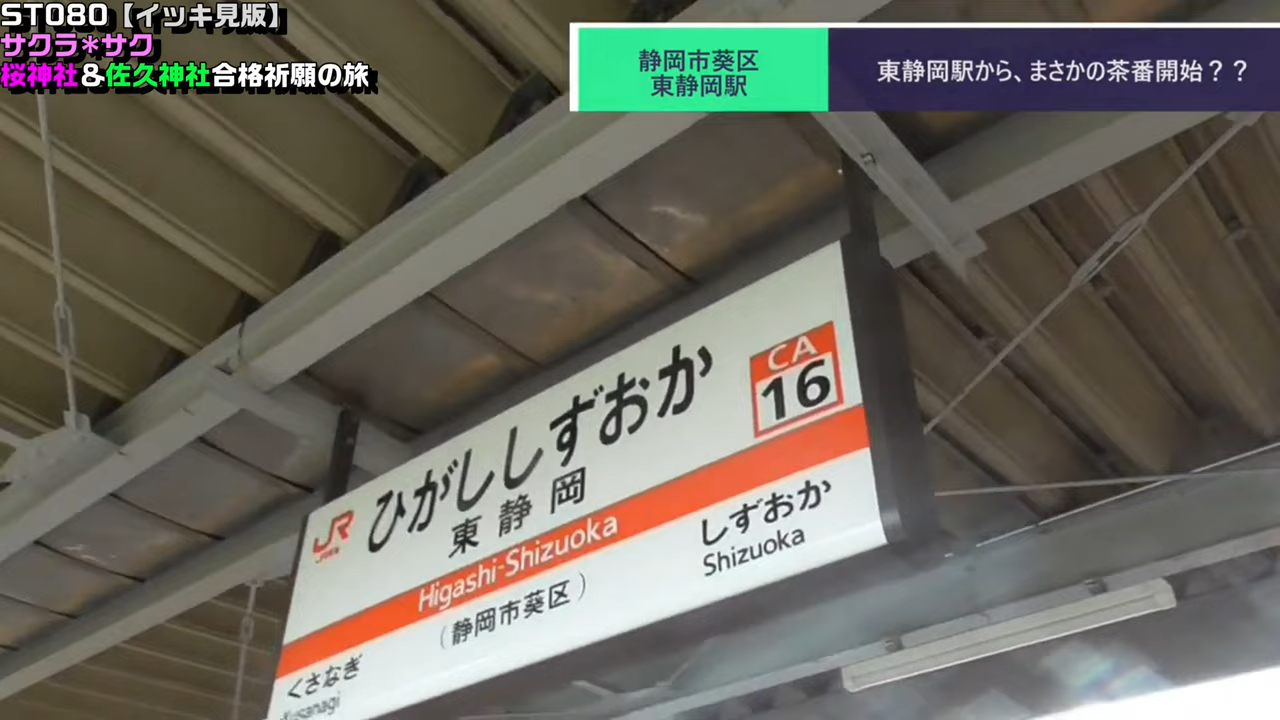 ST080【イッキ見版】
サクラ*サク
桜神社&佐久神社合格祈願の旅
静岡市葵区
東静岡駅
東静岡駅から、まさかの茶番開始？？
CA
16
JR
ひがししずおか
東静岡
Higashi-Shizuoka
(静岡市葵区)
しずおか
Shizuoka
くさなぎ
Kusanagi